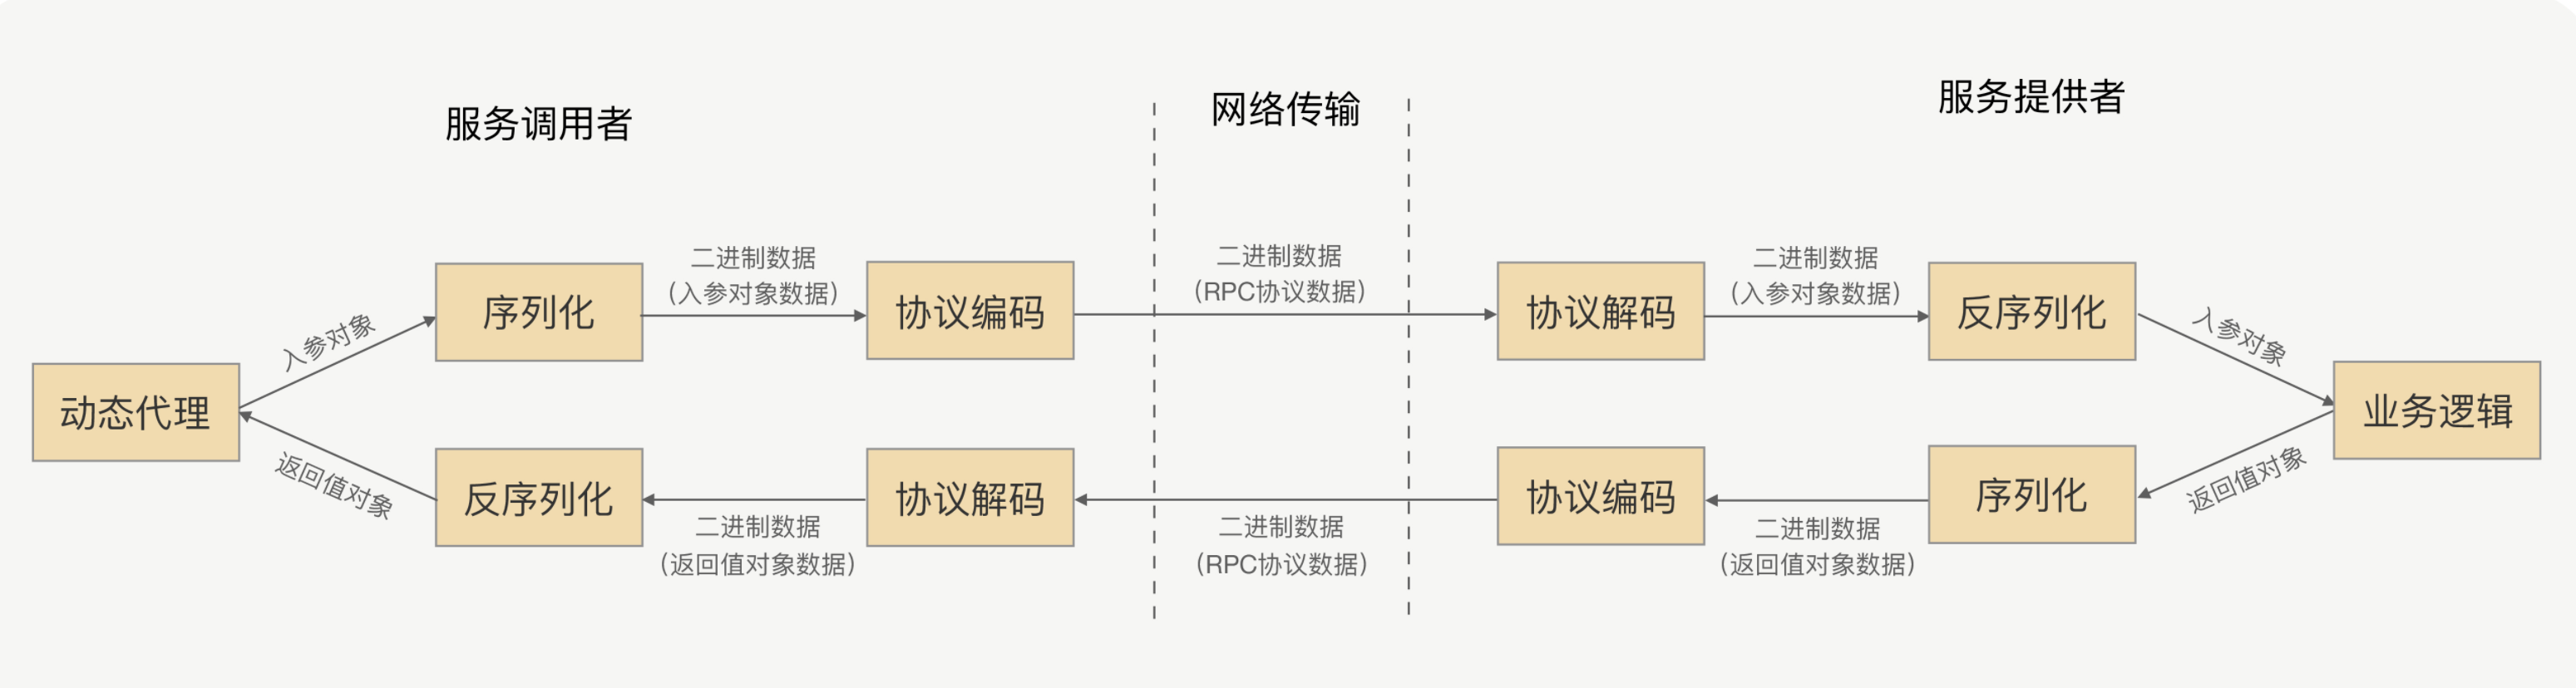 服务调用者
网络传输
服务提供者
二进制数据
(入参对象数据)
二进制数据
(RPC协议数据)
二进制数据
(入参对象数据)
序列化
协议编码
协议解码
反序列化
入参对象
入参对象
动态代理
业务逻辑
返回值对象
返回值对象
反序列化
协议解码
协议编码
序列化
二进制数据
(返回值对象数据)
二进制数据
(RPC协议数据)
二进制数据
(返回值对象数据)